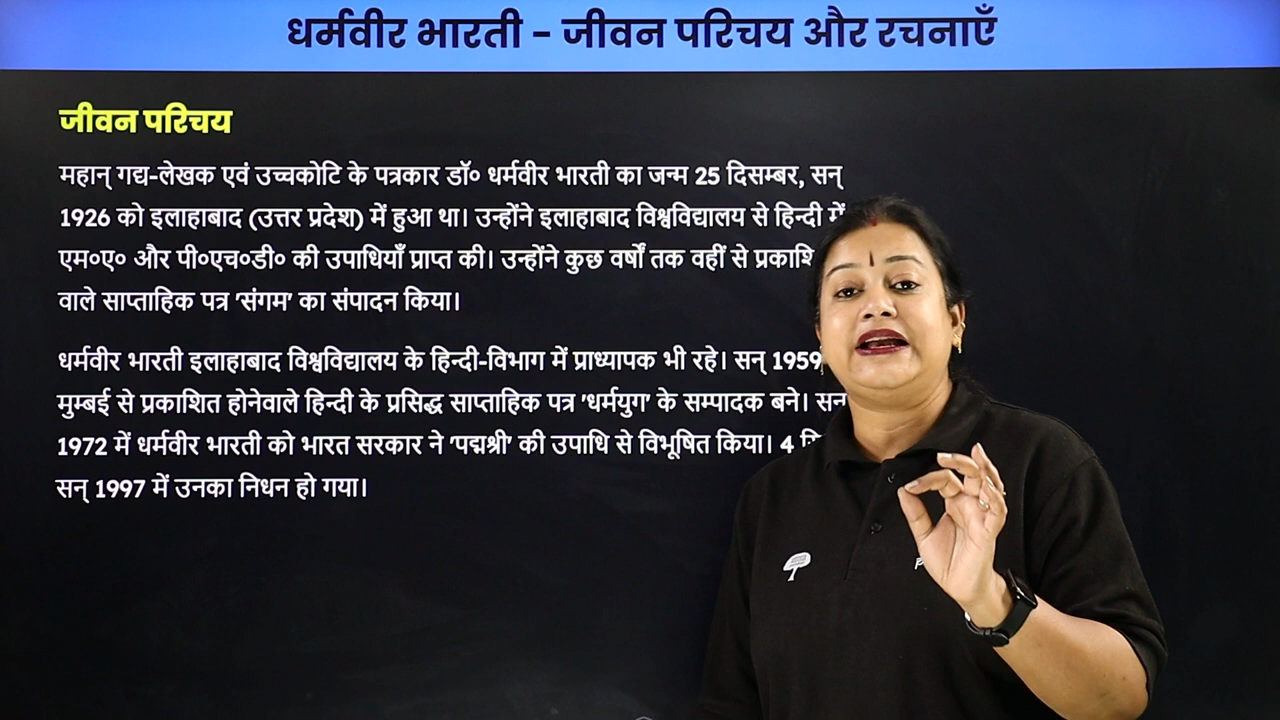 धर्मवीर भारती - जीवन परिचय और रचनाएँ
जीवन परिचय
महान् गद्य-लेखक एवं उच्चकोटि के पत्रकार डॉ० धर्मवीर भारती का जन्म 25 दिसम्बर, सन्
1926 को इलाहाबाद (उत्तर प्रदेश) में हुआ था। उन्होंने इलाहाबाद विश्वविद्यालय से हिन्दी में
एम०ए० और पी०एच०डी० की उपाधियाँ प्राप्त की। उन्होंने कुछ वर्षों तक वहीं से
वाले साप्ताहिक पत्र 'संगम' का संपादन किया।
धर्मवीर भारती इलाहाबाद विश्वविद्यालय के हिन्दी-विभाग में प्राध्यापक भी रहे। सन् 1959
मुम्बई से प्रकाशित होनेवाले हिन्दी के प्रसिद्ध साप्ताहिक पत्र 'धर्मयुग' के सम्पादक बने। सन्
1972 में धर्मवीर भारती को भारत सरकार ने 'पद्मश्री' की उपाधि से विभूषित किया। 4
सन् 1997 में उनका निधन हो गया।